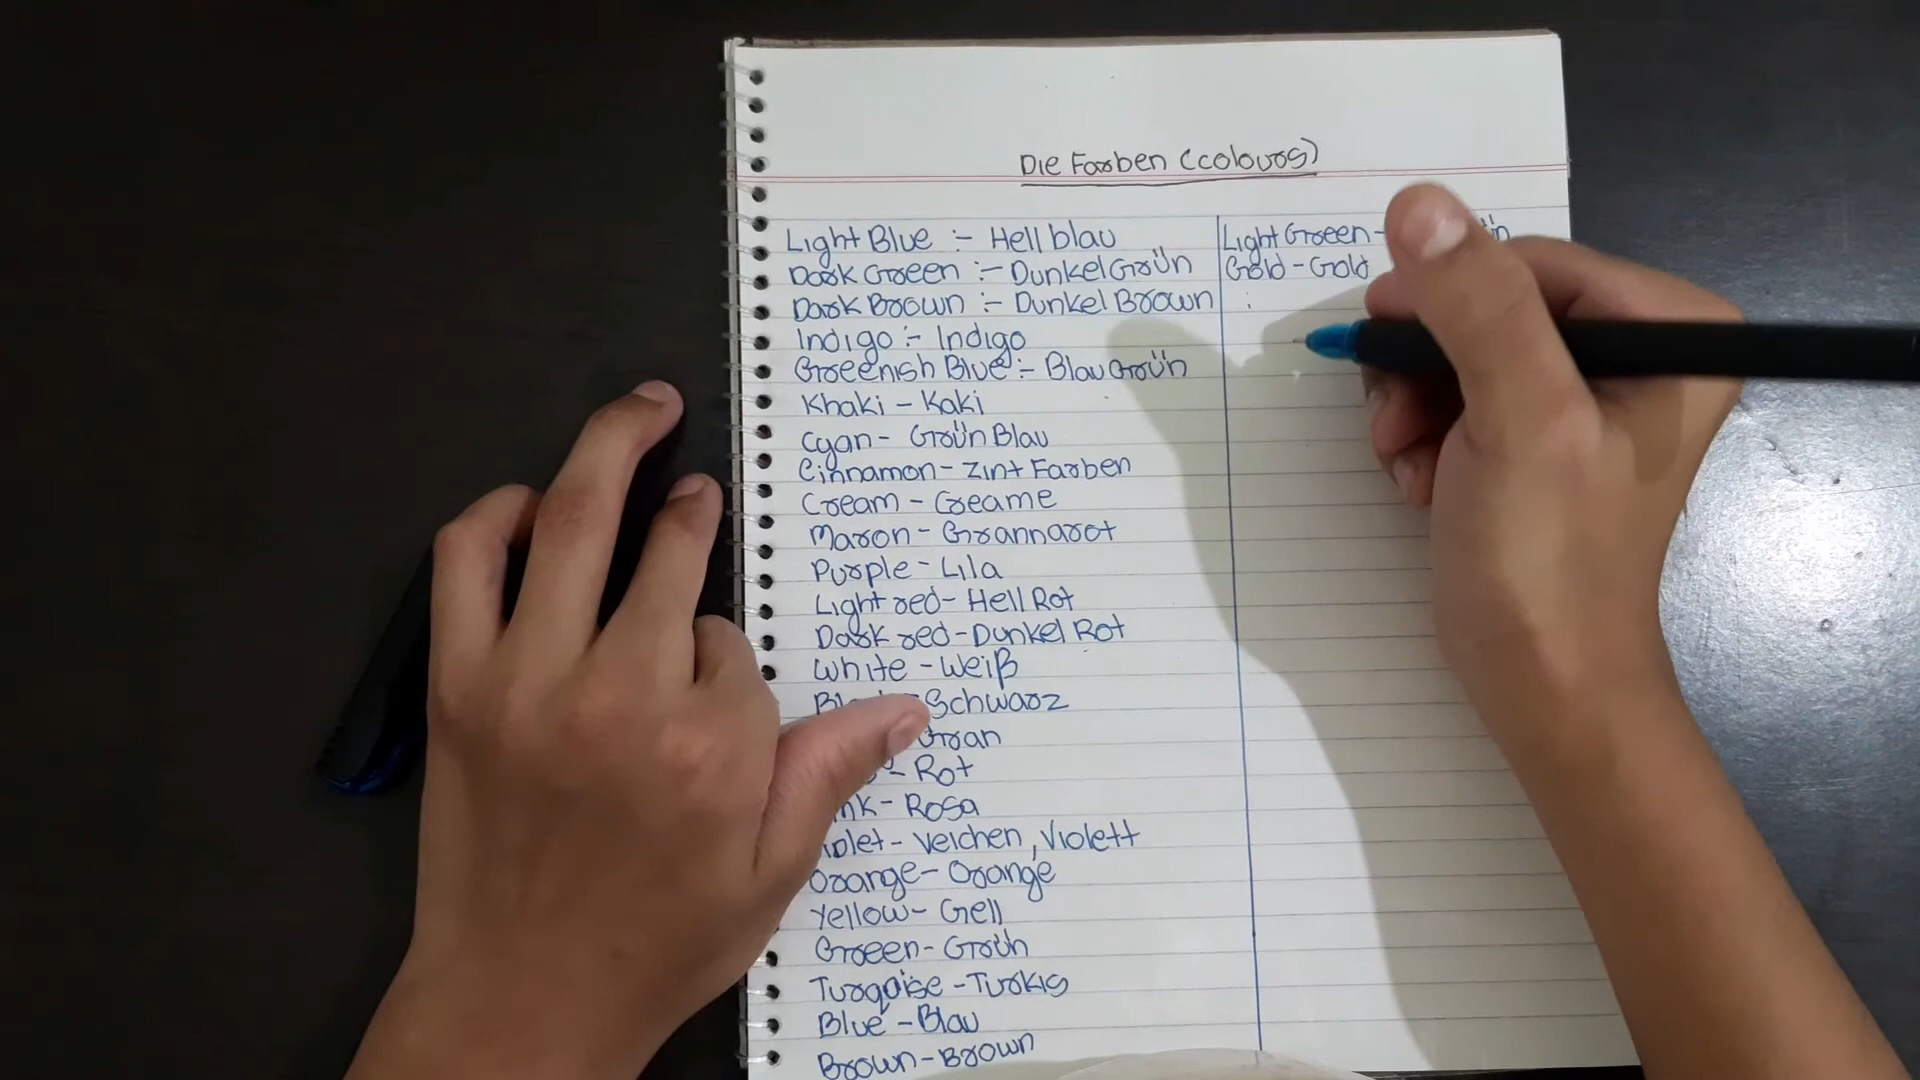 Die Farben (colours)
Light Blue :- Hell blau
Dark Green :- Dunkel Grün
Dark Brown :- Dunkel Brown
Indigo :- Indigo
Greenish Blue :- Blau Grün
Khaki - Kaki
Cyan - Grün Blau
Cinnamon - Zint Farben
Cream - Creame
Maron - Grannarot
Purple - Lila
Light red - Hell Rot
Dark red - Dunkel Rot
White - Weiß
- Schwarz
Gran
- Rot
- Rosa
- Veichen, Violett
Orange - Orange
Yellow - Gell
Green - Grün
Turqoise - Turkis
Blue - Blau
Brown - Brown
Light Green -
Gold - Gold